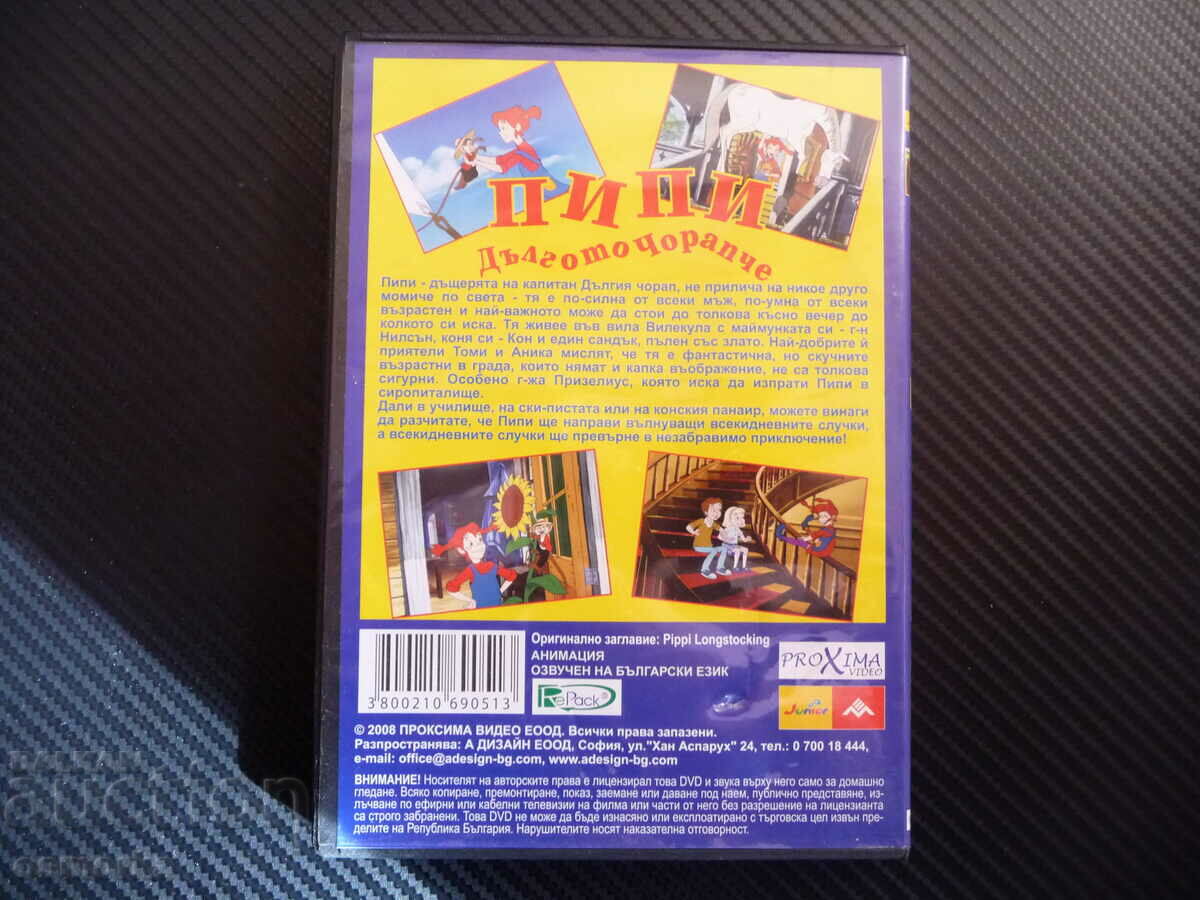 ПИПИ
Дългото Чорапче
Пипи - дъщерята на капитан Дългия чорап, не прилича на никое друго
момиче по света - тя е по-силна от всеки мъж, по-умна от всеки
възрастен и най-важното може да стои до толкова късно вечер до
колкото си иска. Тя живее във вила Вилекула с маймунката си - г-н
Нилсън, коня си - Кон и един сандък, пълен със злато. Най-добрите й
приятели Томи и Аника мислят, че тя е фантастична, но скучните
възрастни в града, които нямат и капка въображение, не са толкова
сигурни. Особено г-жа Призелиус, която иска да изпрати Пипи в
сиропиталище.
Дали в училище, на ски-пистата или на конския панаир, можете винаги
да разчитате, че Пипи ще направи вълнуващи всекидневните случки,
а всекидневните случки ще превърне в незабравимо приключение!
Оригинално заглавие: Pippi Longstocking
АНИМАЦИЯ
ОЗВУЧЕН НА БЪЛГАРСКИ ЕЗИК
PROXIMA
VIDEO
RePack®
Junior
3 800210 690513
© 2008 ПРОКСИМА ВИДЕО ЕООД. Всички права запазени.
Разпространява: А ДИЗАЙН ЕООД, София, ул."Хан Аспарух" 24, тел.: 0 700 18 444,
e-mail: office@adesign-bg.com, www.adesign-bg.com
ВНИМАНИЕ! Носителят на авторските права е лицензирал това DVD и звука върху него само за домашно
гледане. Всяко копиране, премонтиране, показ, заемане или даване под наем, публично представяне, из-
лъчване по ефирни или кабелни телевизии на филма или части от него без разрешение на лицензианта
са строго забранени. Това DVD не може да бъде изнасяно или експлоатирано с търговска цел извън пре-
делите на Република България. Нарушителите носят наказателна отговорност.